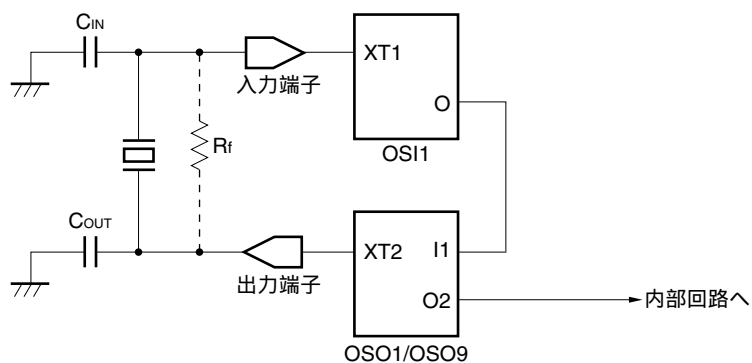 CIN
XT1
入力端子
O
OSI1
Rf
COUT
XT2
I1
出力端子
O2
内部回路へ
OSO1/OSO9